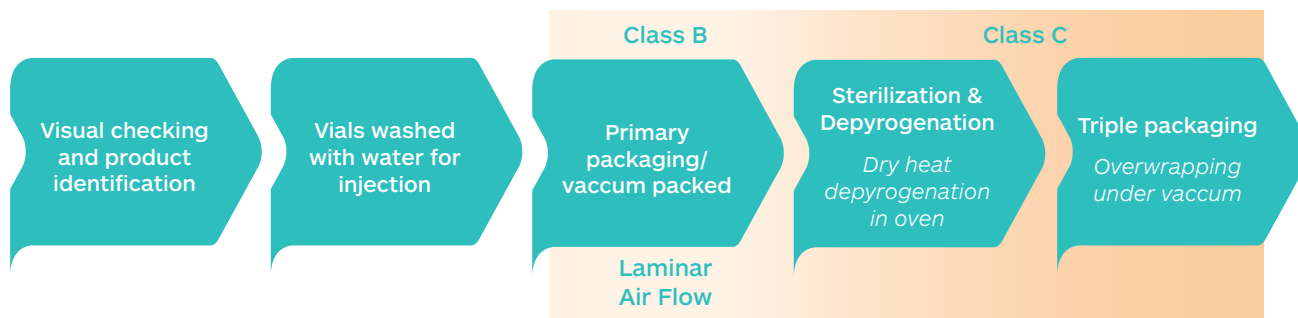 Class B
Class C
Visual checking
and product
identification
Vials washed
with water for
injection
Primary
packaging/
vaccum packed
Laminar
Air Flow
Sterilization &
Depyrogenation
Dry heat
depyrogenation
in oven
Triple packaging
Overwrapping
under vaccum